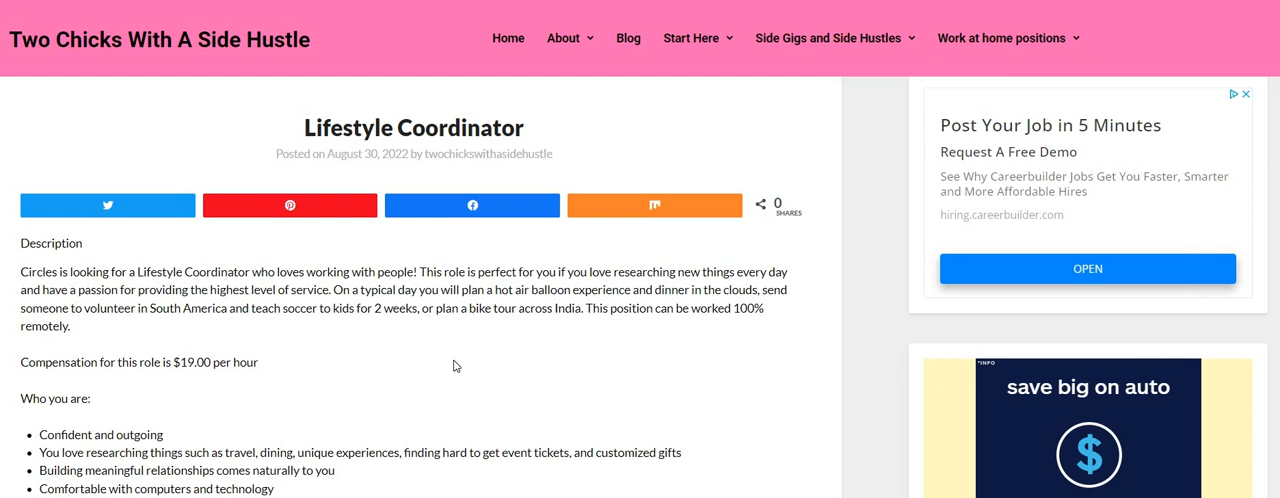 Two Chicks With A Side Hustle
Home About Blog Start Here Side Gigs and Side Hustles Work at home positions
Lifestyle Coordinator
Posted on August 30, 2022 by twochickswithasidehustle
0
SHARES
Description
Circles is looking for a Lifestyle Coordinator who loves working with people! This role is perfect for you if you love researching new things every day
and have a passion for providing the highest level of service. On a typical day you will plan a hot air balloon experience and dinner in the clouds, send
someone to volunteer in South America and teach soccer to kids for 2 weeks, or plan a bike tour across India. This position can be worked 100%
remotely.
Compensation for this role is $19.00 per hour
Who you are:
• Confident and outgoing
• You love researching things such as travel, dining, unique experiences, finding hard to get event tickets, and customized gifts
• Building meaningful relationships comes naturally to you
• Comfortable with computers and technology
Post Your Job in 5 Minutes
Request A Free Demo
See Why Careerbuilder Jobs Get You Faster, Smarter
and More Affordable Hires
hiring.careerbuilder.com
OPEN
*INFO
save big on auto
$